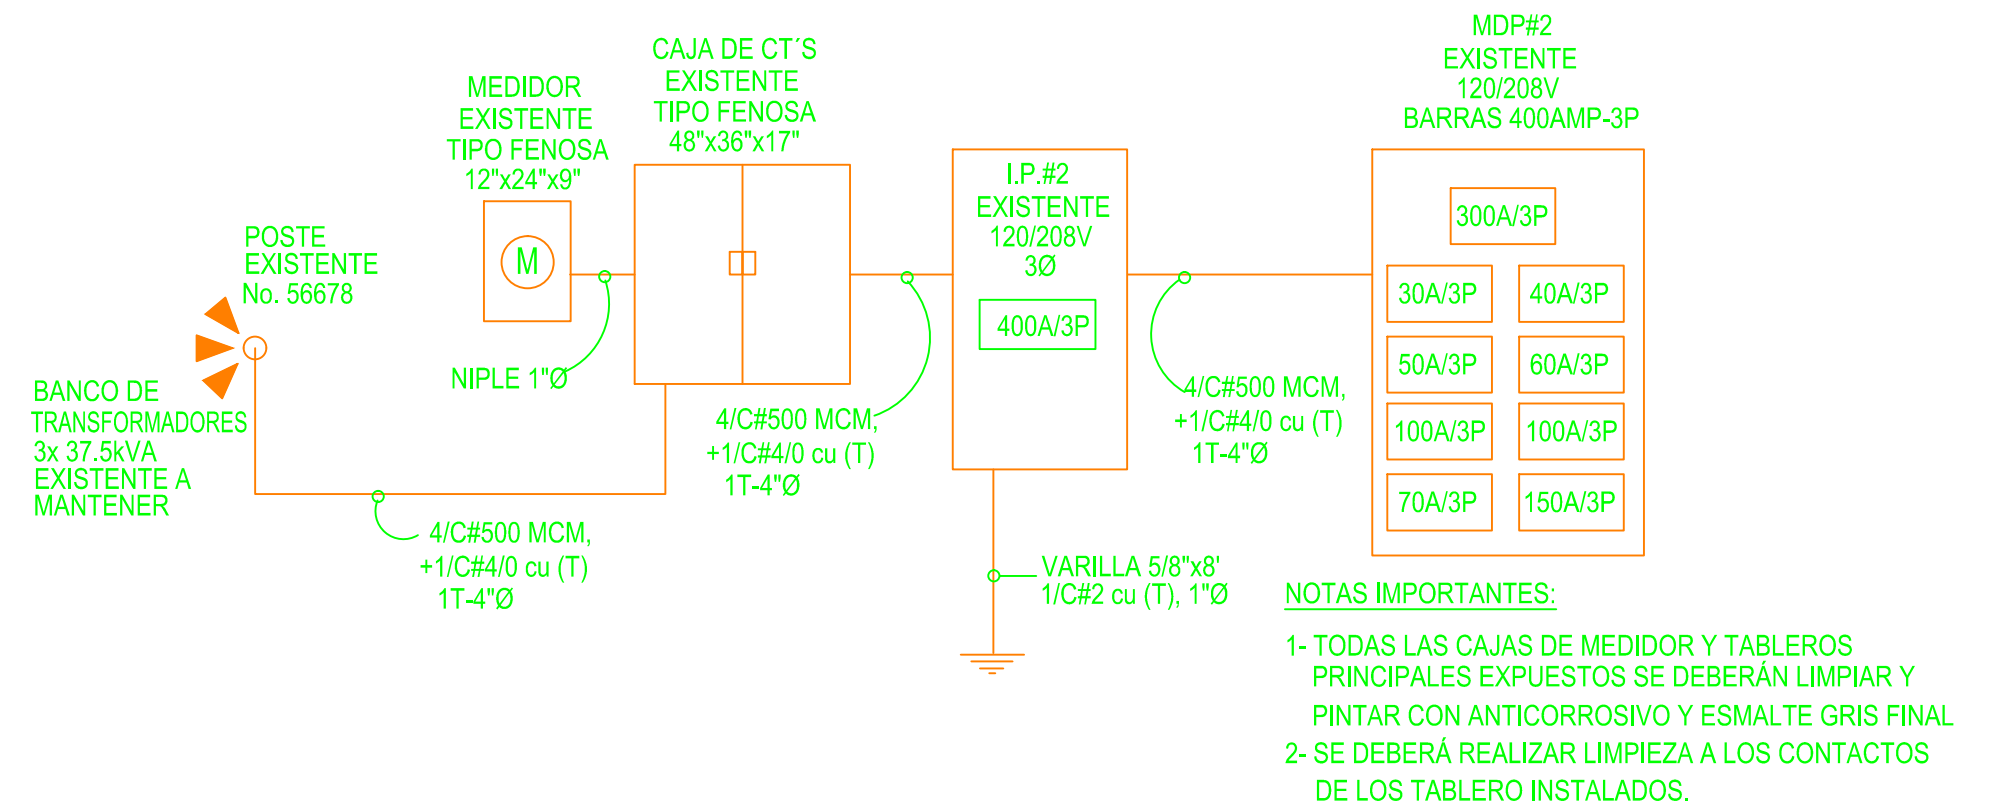 POSTE
EXISTENTE
No. 56678
BANCO DE
TRANSFORMADORES
3x 37.5kVA
EXISTENTE A
MANTENER
4/C#500 MCM,
+1/C#4/0 cu (T)
1T-4"Ø
MEDIDOR
EXISTENTE
TIPO FENOSA
12"x24"x9"
M
NIPLE 1"Ø
CAJA DE CT´S
EXISTENTE
TIPO FENOSA
48"x36"x17"
4/C#500 MCM,
+1/C#4/0 cu (T)
1T-4"Ø
I.P.#2
EXISTENTE
120/208V
3Ø
400A/3P
VARILLA 5/8"x8'
1/C#2 cu (T), 1"Ø
4/C#500 MCM,
+1/C#4/0 cu (T)
1T-4"Ø
MDP#2
EXISTENTE
120/208V
BARRAS 400AMP-3P
300A/3P
30A/3P 40A/3P
50A/3P 60A/3P
100A/3P 100A/3P
70A/3P 150A/3P
NOTAS IMPORTANTES:
1- TODAS LAS CAJAS DE MEDIDOR Y TABLEROS
PRINCIPALES EXPUESTOS SE DEBERÁN LIMPIAR Y
PINTAR CON ANTICORROSIVO Y ESMALTE GRIS FINAL
2- SE DEBERÁ REALIZAR LIMPIEZA A LOS CONTACTOS
DE LOS TABLERO INSTALADOS.